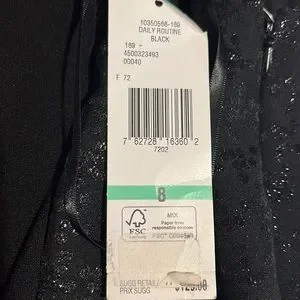 10350568-189
DAILY ROUTINE
BLACK
189 -
4500323493
00040
F 72
7 62728 16360 2
7202
8
FSC
MIX
Paper from
responsible sources
SUGG RETAIL/
PRIX SUGG